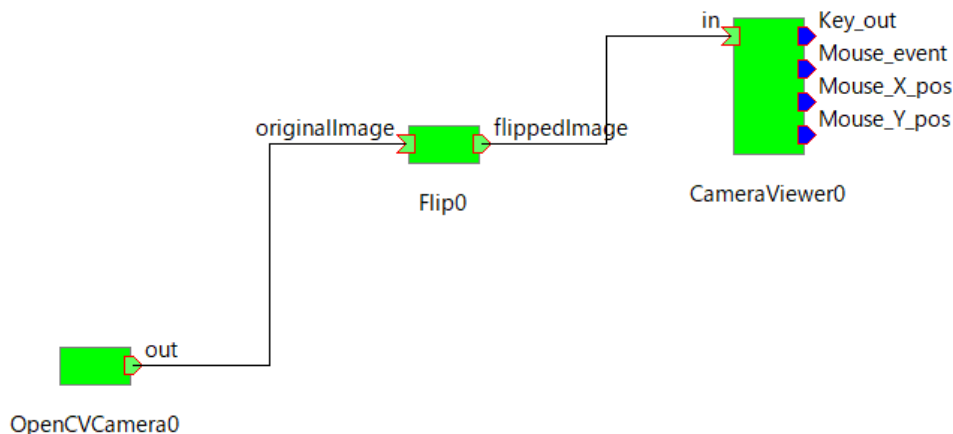 in
Key_out
Mouse_event
Mouse_X_pos
Mouse_Y_pos
originalImage
flippedImage
CameraViewer0
Flip0
out
OpenCVCamera0